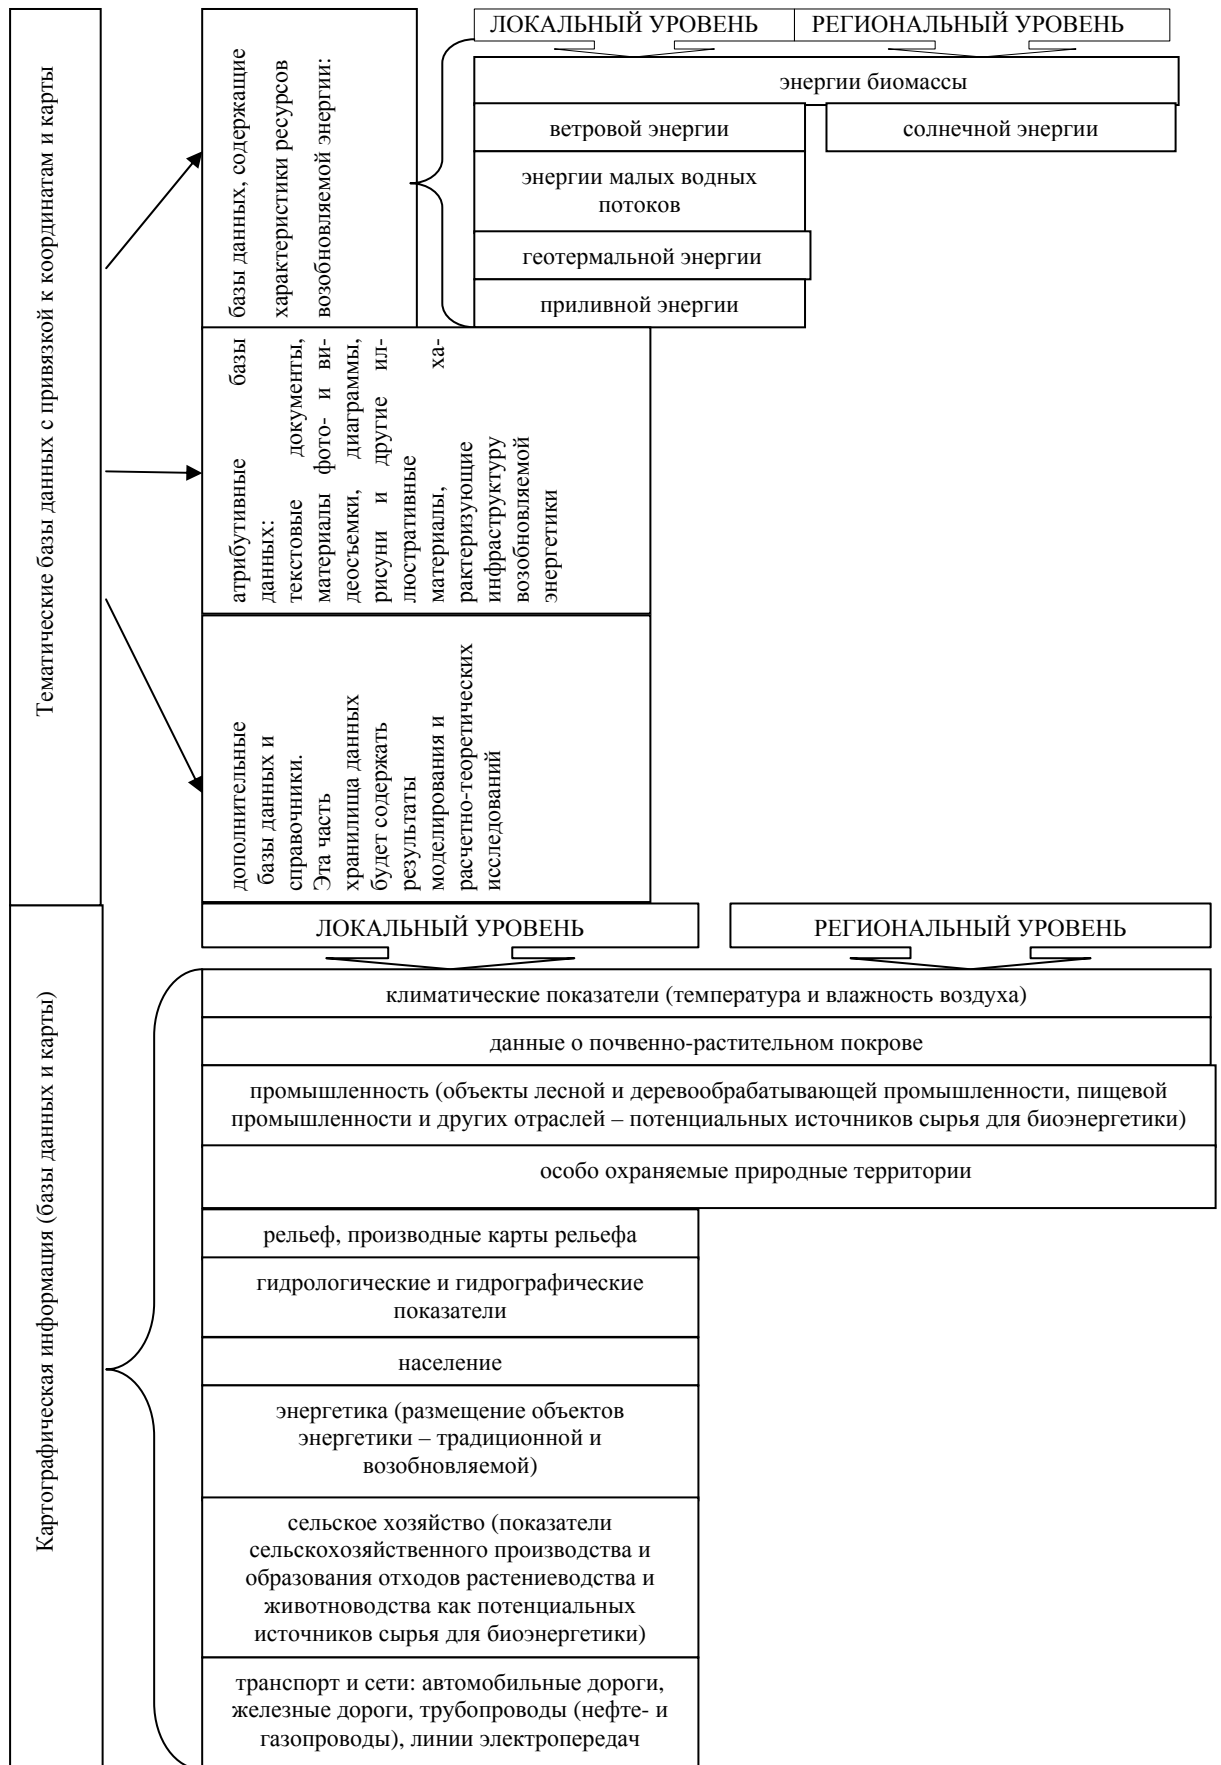 Тематические базы данных с привязкой к координатам и карты
базы данных, содержащие
характеристики ресурсов
возобновляемой энергии:
ЛОКАЛЬНЫЙ УРОВЕНЬ
РЕГИОНАЛЬНЫЙ УРОВЕНЬ
энергии биомассы
ветровой энергии
солнечной энергии
энергии малых водных
потоков
геотермальной энергии
приливной энергии
атрибутивные базы
данных:
текстовые документы,
материалы фото- и ви-
деосъемки, диаграммы,
рисуни и другие ил-
люстративные
материалы, ха-
рактеризующие
инфраструктуру
возобновляемой
энергетики
дополнительные
базы данных и
справочники.
Эта часть
хранилища данных
будет содержать
результаты
моделирования и
расчетно-теоретических
исследований
Картографическая информация (базы данных и карты)
ЛОКАЛЬНЫЙ УРОВЕНЬ
РЕГИОНАЛЬНЫЙ УРОВЕНЬ
климатические показатели (температура и влажность воздуха)
данные о почвенно-растительном покрове
промышленность (объекты лесной и деревообрабатывающей промышленности, пищевой
промышленности и других отраслей – потенциальных источников сырья для биоэнергетики)
особо охраняемые природные территории
рельеф, производные карты рельефа
гидрологические и гидрографические
показатели
население
энергетика (размещение объектов
энергетики – традиционной и
возобновляемой)
сельское хозяйство (показатели
сельскохозяйственного производства и
образования отходов растениеводства и
животноводства как потенциальных
источников сырья для биоэнергетики)
транспорт и сети: автомобильные дороги,
железные дороги, трубопроводы (нефте- и
газопроводы), линии электропередач